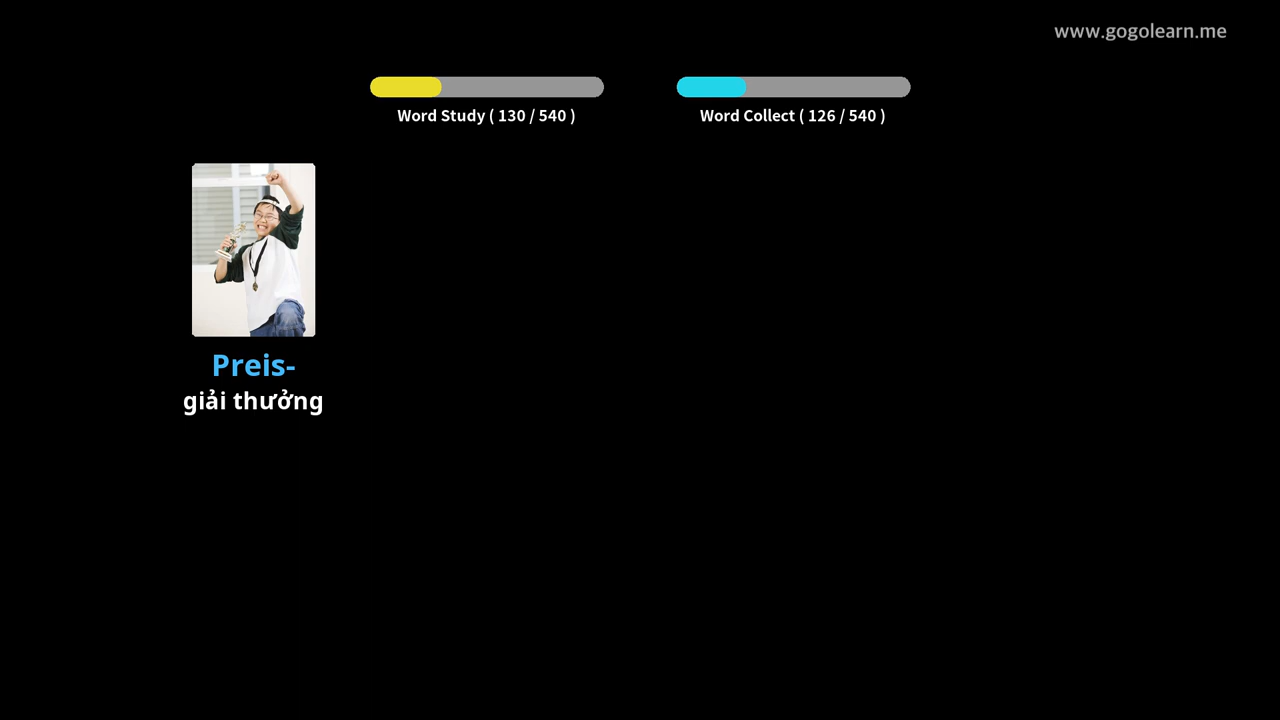 www.gogolearn.me
Word Study ( 130 / 540 )
Word Collect ( 126 / 540 )
Preis-
giải thưởng